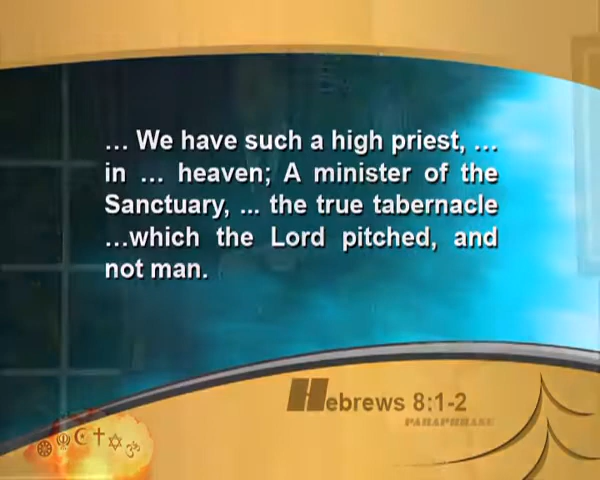 … We have such a high priest, …
in … heaven; A minister of the
Sanctuary, ... the true tabernacle
…which the Lord pitched, and
not man.
Hebrews 8:1-2
PARAPHRASE